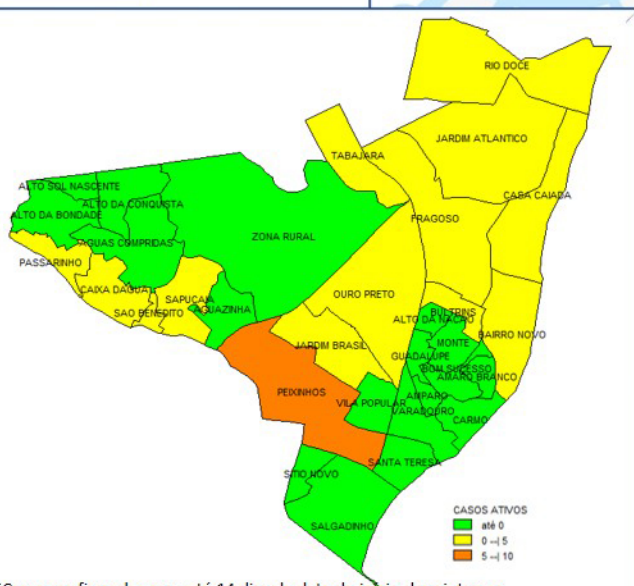 RIO DOCE
JARDIM ATLANTICO
TABAJARA
ALTO SOL NASCENTE
CASA CAIADA
ALTO DA CONQUISTA
ALTO DA BONDADE
FRAGOSO
ZONA RURAL
AGUAS COMPRIDAS
PASSARINHO
CAIXA DAGUA
OURO PRETO
SAPUCAIA
AGUAZINHA
SAO BENEDITO
BULTRINS
ALTO DA NACAO
BAIRRO NOVO
MONTE
JARDIM BRASIL
GUADALUPE
BOM SUCESSO
AMARO BRANCO
PEIXINHOS
AMPARO
VILA POPULAR
VARADOURO
CARMO
SANTA TERESA
SITIO NOVO
SALGADINHO
CASOS ATIVOS
até 0
0 --| 5
5 --| 10